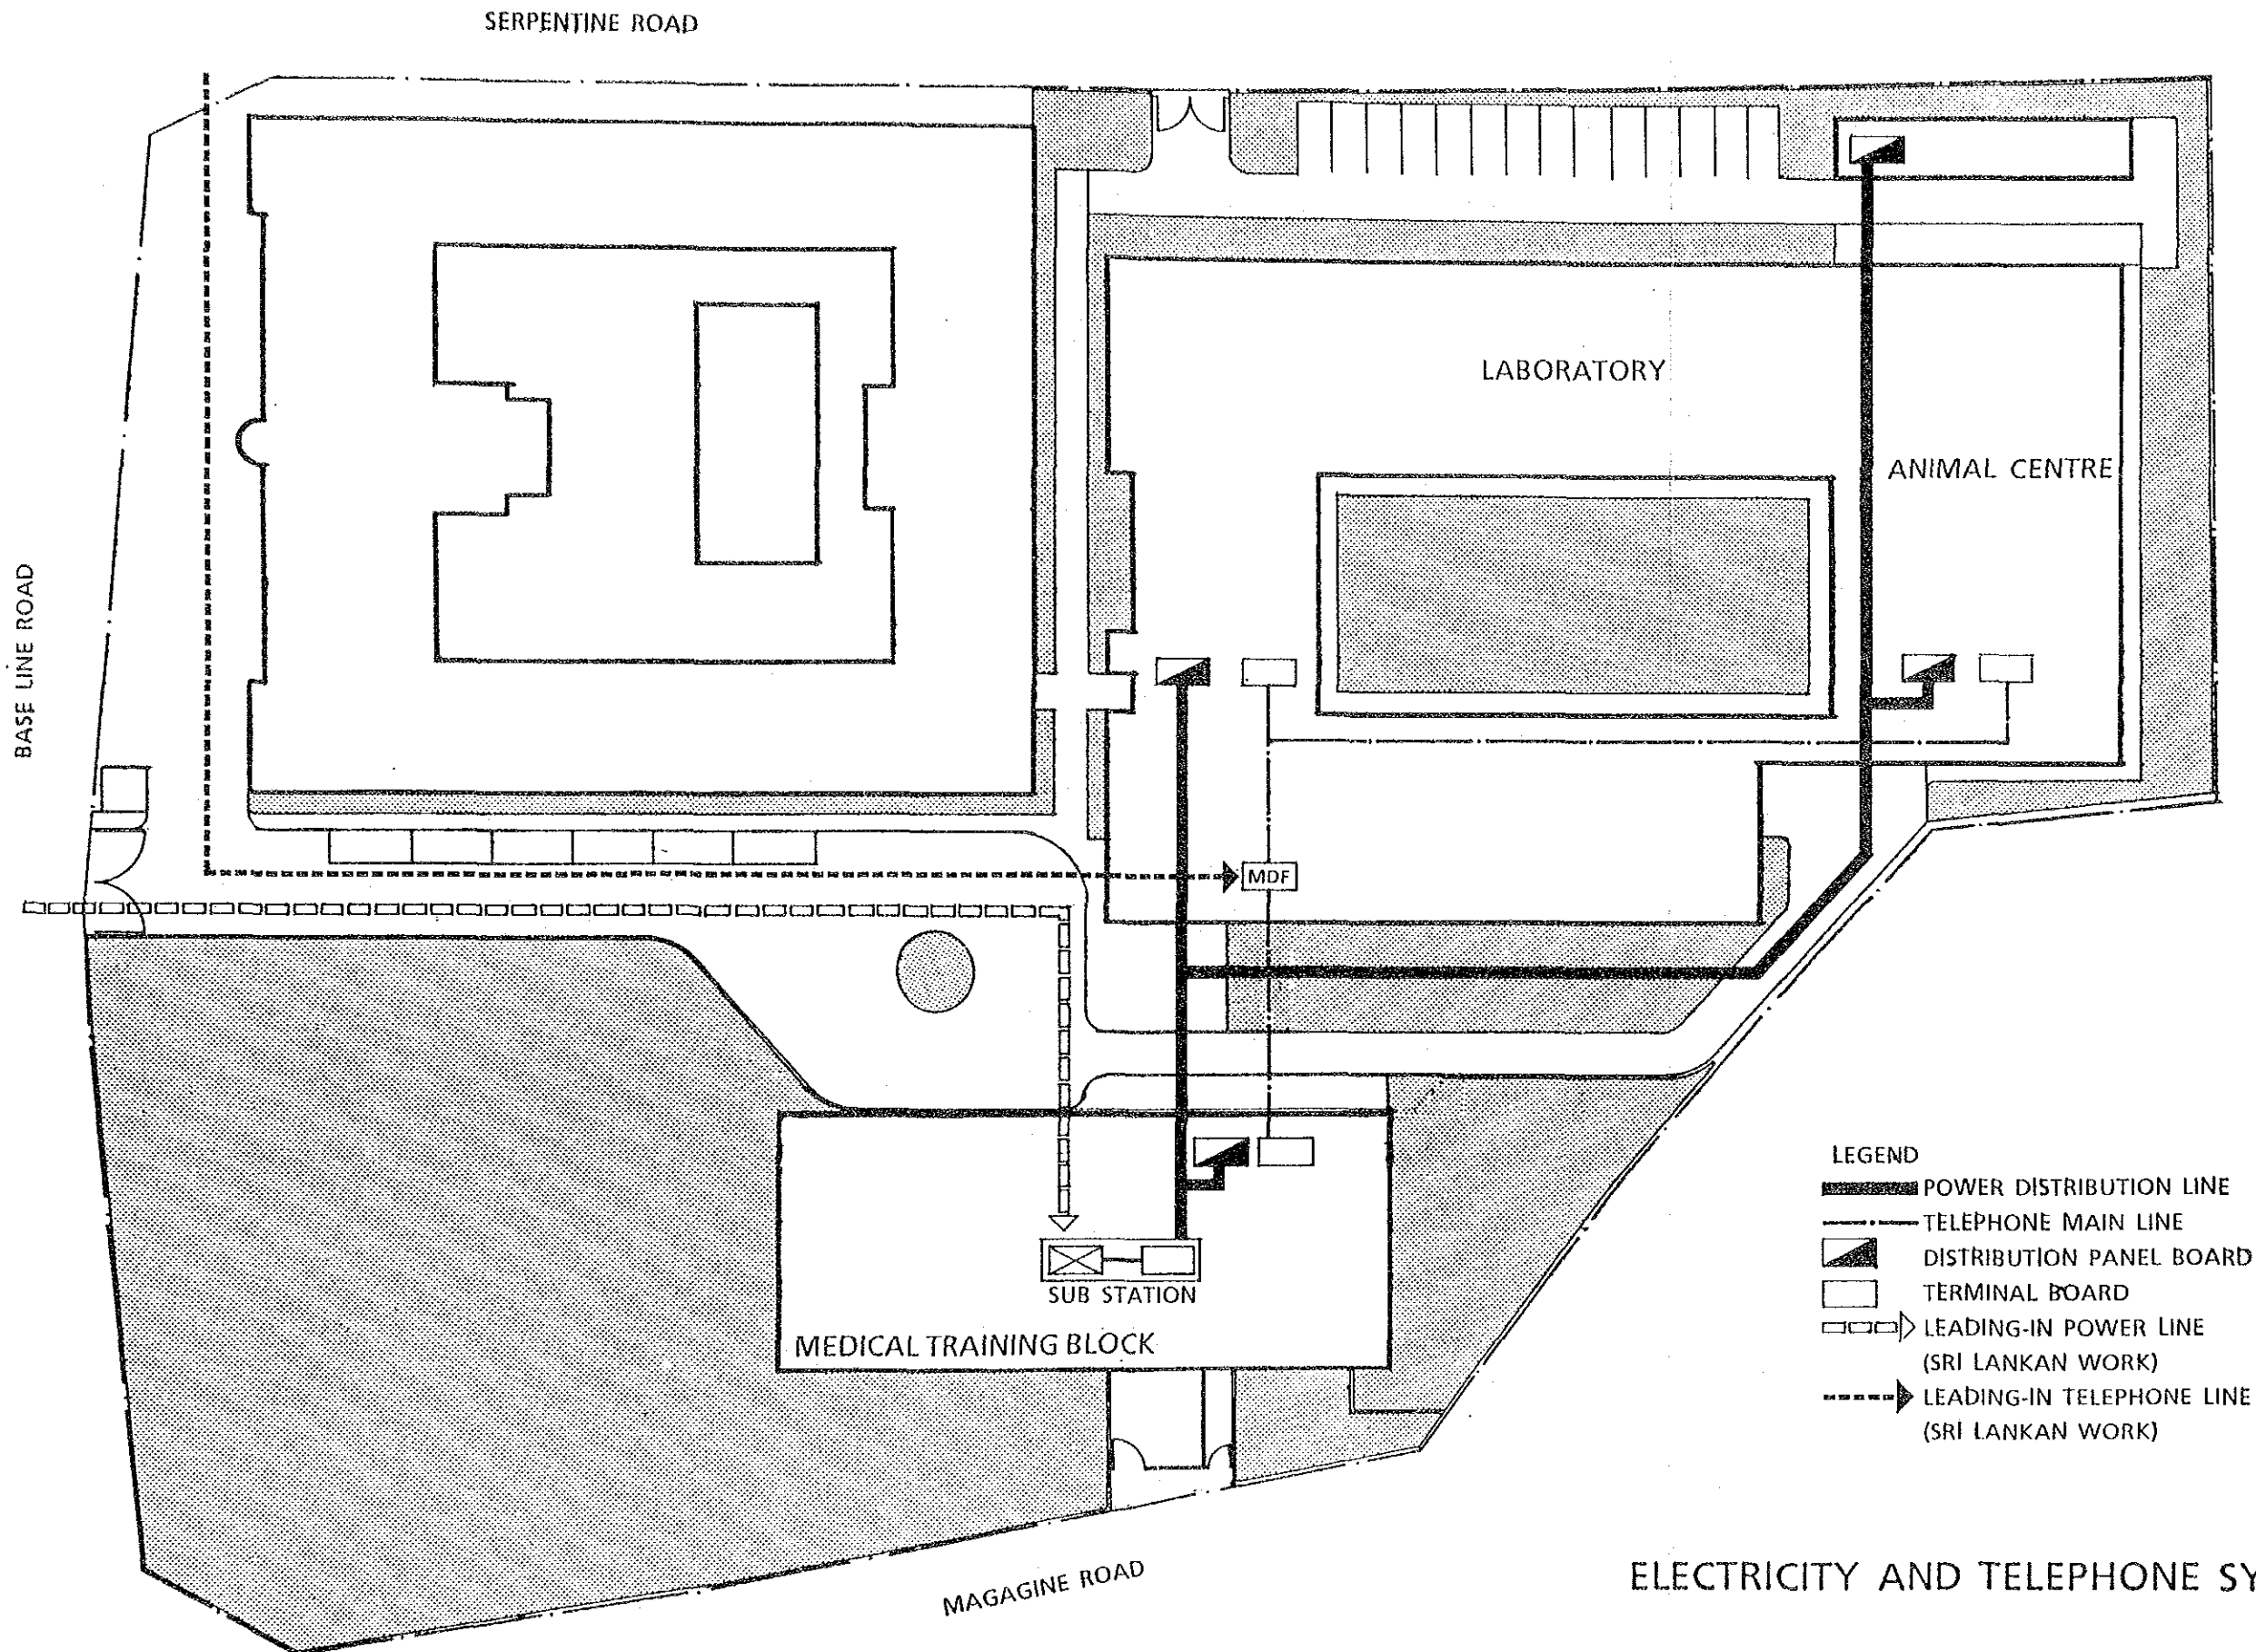 SERPENTINE ROAD
LABORATORY
ANIMAL CENTRE
BASE LINE ROAD
MDF
SUB STATION
MEDICAL TRAINING BLOCK
LEGEND
POWER DISTRIBUTION LINE
TELEPHONE MAIN LINE
DISTRIBUTION PANEL BOARD
TERMINAL BOARD
LEADING-IN POWER LINE
(SRI LANKAN WORK)
LEADING-IN TELEPHONE LINE
(SRI LANKAN WORK)
MAGAGINE ROAD
ELECTRICITY AND TELEPHONE SY